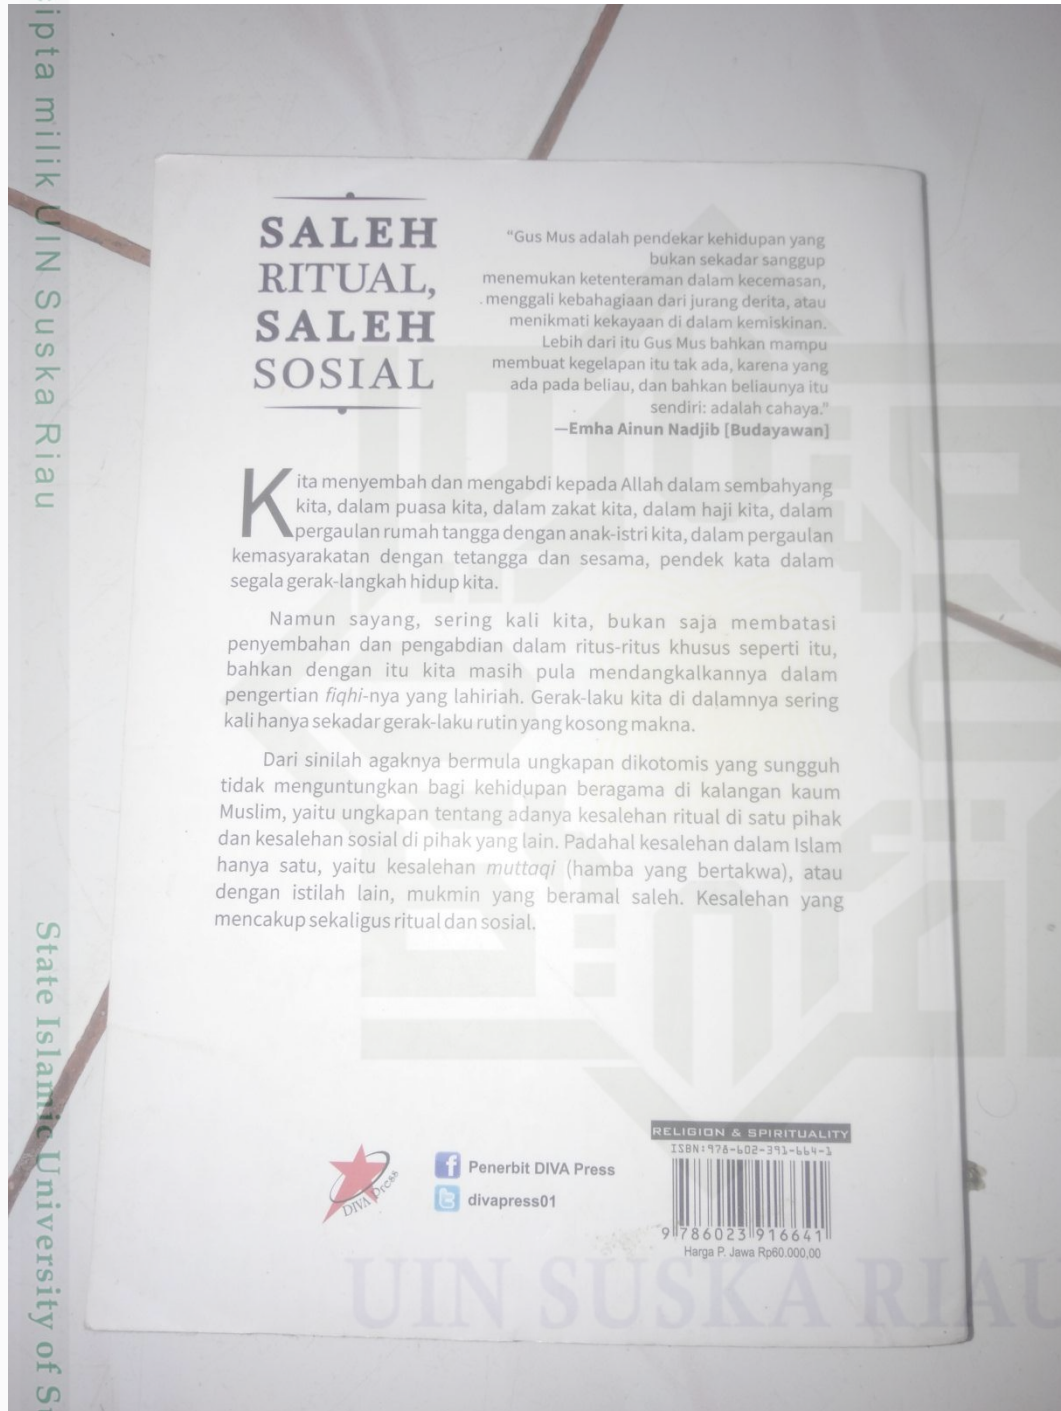 SALEH
RITUAL,
SALEH
SOSIAL
“Gus Mus adalah pendekar kehidupan yang
bukan sekadar sanggup
menemukan ketenteraman dalam kecemasan,
menggali kebahagiaan dari jurang derita, atau
menikmati kekayaan di dalam kemiskinan.
Lebih dari itu Gus Mus bahkan mampu
membuat kegelapan itu tak ada, karena yang
ada pada beliau, dan bahkan beliaunya itu
sendiri: adalah cahaya.”
—Emha Ainun Nadjib [Budayawan]
Kita menyembah dan mengabdi kepada Allah dalam sembahyang
kita, dalam puasa kita, dalam zakat kita, dalam haji kita, dalam
pergaulan rumah tangga dengan anak-istri kita, dalam pergaulan
kemasyarakatan dengan tetangga dan sesama, pendek kata dalam
segala gerak-langkah hidup kita.
Namun sayang, sering kali kita, bukan saja membatasi
penyembahan dan pengabdian dalam ritus-ritus khusus seperti itu,
bahkan dengan itu kita masih pula mendangkalkannya dalam
pengertian fiqhi-nya yang lahiriah. Gerak-laku kita di dalamnya sering
kali hanya sekadar gerak-laku rutin yang kosong makna.
Dari sinilah agaknya bermula ungkapan dikotomis yang sungguh
tidak menguntungkan bagi kehidupan beragama di kalangan kaum
Muslim, yaitu ungkapan tentang adanya kesalehan ritual di satu pihak
dan kesalehan sosial di pihak yang lain. Padahal kesalehan dalam Islam
hanya satu, yaitu kesalehan muttaqi (hamba yang bertakwa), atau
dengan istilah lain, mukmin yang beramal saleh. Kesalehan yang
mencakup sekaligus ritual dan sosial.
DIVA Press
Penerbit DIVA Press
divapress01
RELIGION & SPIRITUALITY
ISBN:978-602-391-664-1
9 786023 916641
Harga P. Jawa Rp60.000,00
UIN SUSKA RIAU
cipta milik UIN Suska Riau
State Islamic University of S